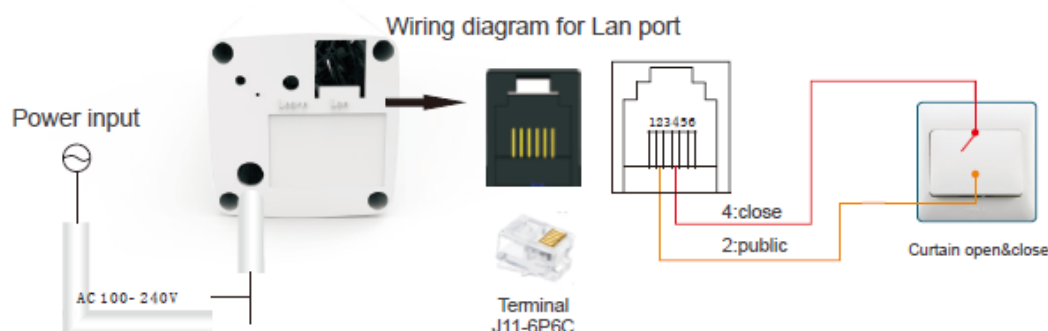 Wiring diagram for Lan port
Power input
Lan
123456
4:close
2:public
Curtain open&close
AC 100- 240V
Terminal
J11-6P6C